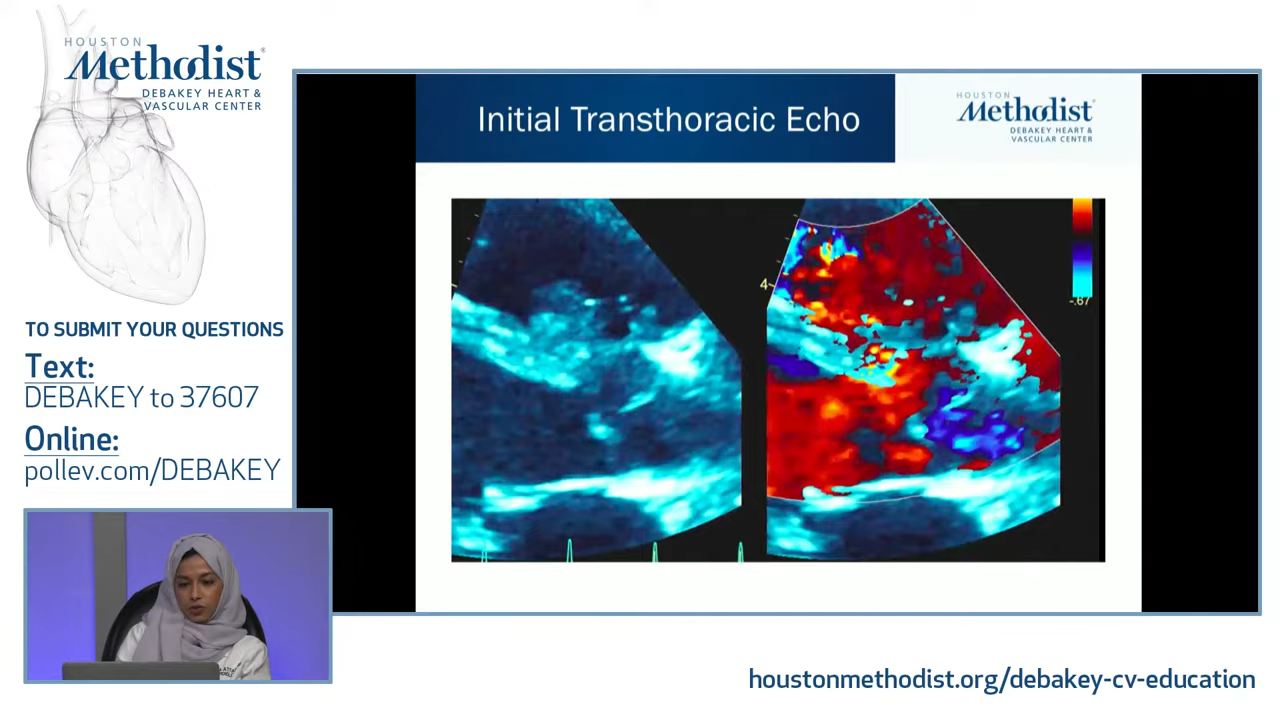 HOUSTON
Methodist®
DEBAKEY HEART &
VASCULAR CENTER
TO SUBMIT YOUR QUESTIONS
Text:
DEBAKEY to 37607
Online:
pollev.com/DEBAKEY
Initial Transthoracic Echo
HOUSTON
Methodist®
DEBAKEY HEART &
VASCULAR CENTER
4
-.67
houstonmethodist.org/debakey-cv-education